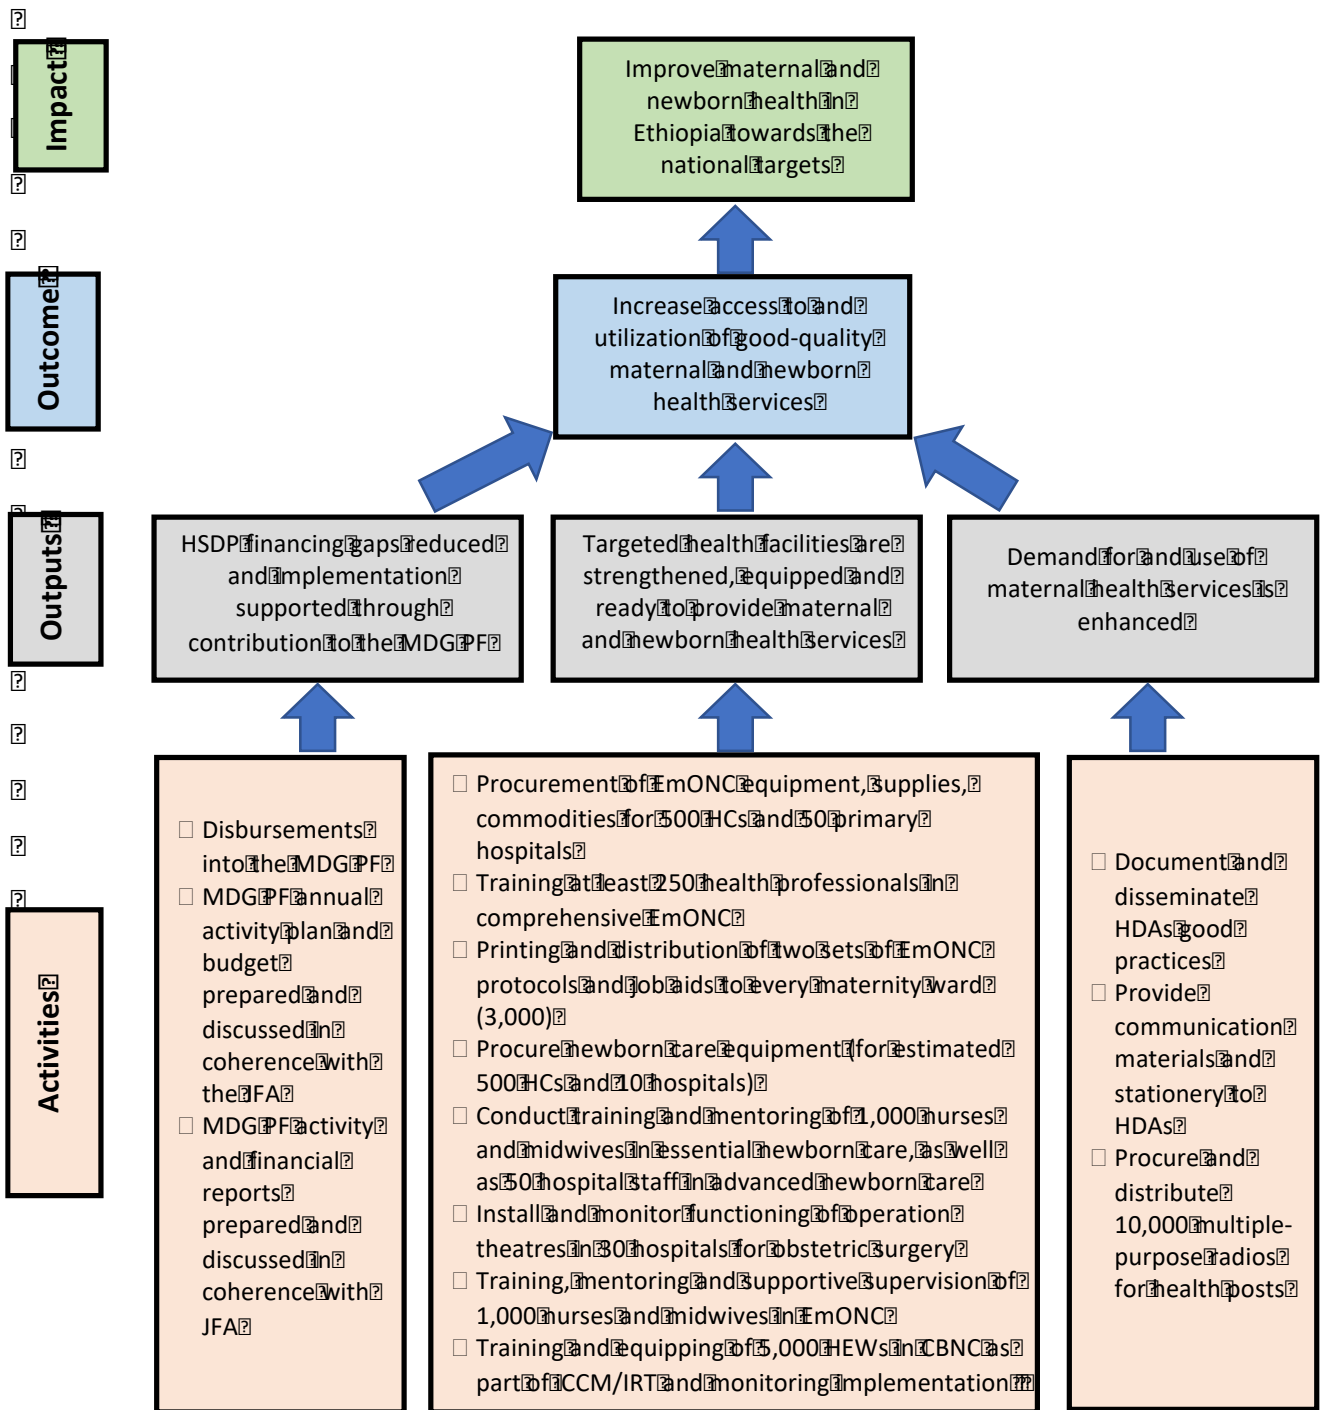 Impact
Improve maternal and
newborn health in
Ethiopia towards the
national targets
Outcome
Increase access to and
utilization of good-quality
maternal and newborn
health services
Outputs
HSDP financing gaps reduced
and implementation
supported through
contribution to the MDG PF
Targeted health facilities are
strengthened, equipped and
ready to provide maternal
and newborn health services
Demand for and use of
maternal health services is
enhanced
Activities
Disbursements
into the MDG PF
MDG PF annual
activity plan and
budget
prepared and
discussed in
coherence with
the JFA
MDG PF activity
and financial
reports
prepared and
discussed in
coherence with
JFA
Procurement of EmONC equipment, supplies,
commodities for 500 HCs and 50 primary
hospitals
Training at least 250 health professionals in
comprehensive EmONC
Printing and distribution of two sets of EmONC
protocols and job aids to every maternity ward
(3,000)
Procure newborn care equipment (for estimated
500 HCs and 10 hospitals)
Conduct training and mentoring of 1,000 nurses
and midwives in essential newborn care, as well
as 50 hospital staff in advanced newborn care
Install and monitor functioning of operation
theatres in 30 hospitals for obstetric surgery
Training, mentoring and supportive supervision of
1,000 nurses and midwives in EmONC
Training and equipping of 5,000 HEWs in CBNC as
part of ICCM/IRT and monitoring implementation
Document and
disseminate
HDAs good
practices
Provide
communication
materials and
stationery to
HDAs
Procure and
distribute
10,000 multiple-
purpose radios
for health posts